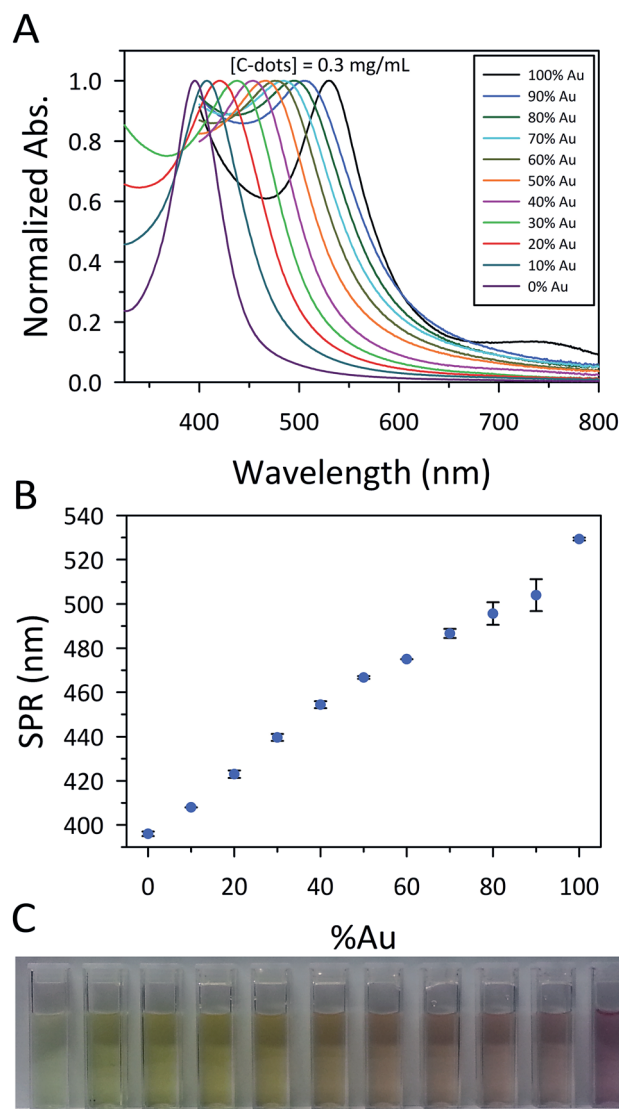 A
[C-dots] = 0.3 mg/mL
Normalized Abs.
1.0
0.8
0.6
0.4
0.2
0.0
100% Au
90% Au
80% Au
70% Au
60% Au
50% Au
40% Au
30% Au
20% Au
10% Au
0% Au
400 500 600 700 800
Wavelength (nm)
B
SPR (nm)
540
520
500
480
460
440
420
400
0 20 40 60 80 100
%Au
C